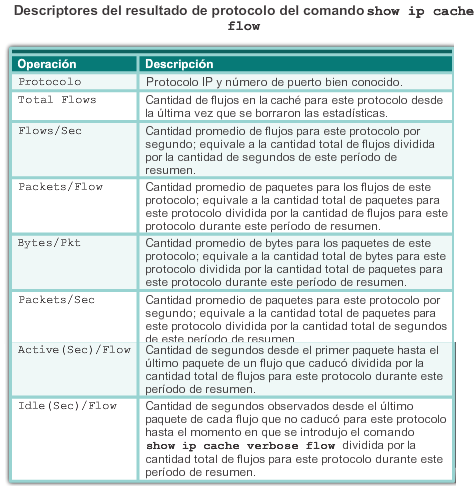 Descriptores del resultado de protocolo del comando show ip cache
flow
Operación Descripción
Protocolo Protocolo IP y número de puerto bien conocido.
Total Flows Cantidad de flujos en la caché para este protocolo desde
la última vez que se borraron las estadísticas.
Flows/Sec Cantidad promedio de flujos para este protocolo por
segundo; equivale a la cantidad total de flujos dividida
por la cantidad de segundos de este período de
resumen.
Packets/Flow Cantidad promedio de paquetes para los flujos de este
protocolo; equivale a la cantidad total de paquetes para
este protocolo dividida por la cantidad de flujos para este
protocolo durante este período de resumen.
Bytes/Pkt Cantidad promedio de bytes para los paquetes de este
protocolo; equivale a la cantidad total de bytes para este
protocolo dividida por la cantidad total de paquetes para
este protocolo durante este período de resumen.
Packets/Sec Cantidad promedio de paquetes para este protocolo por
segundo; equivale a la cantidad total de paquetes para
este protocolo dividida por la cantidad total de segundos
de este período de resumen
Active(Sec)/Flow Cantidad de segundos desde el primer paquete hasta el
último paquete de un flujo que caducó dividida por la
cantidad total de flujos para este protocolo durante este
período de resumen.
Idle(Sec)/Flow Cantidad de segundos observados desde el último
paquete de cada flujo que no caducó para este protocolo
hasta el momento en que se introdujo el comando
show ip cache verbose flow dividida por la
cantidad total de flujos para este protocolo durante este
período de resumen.